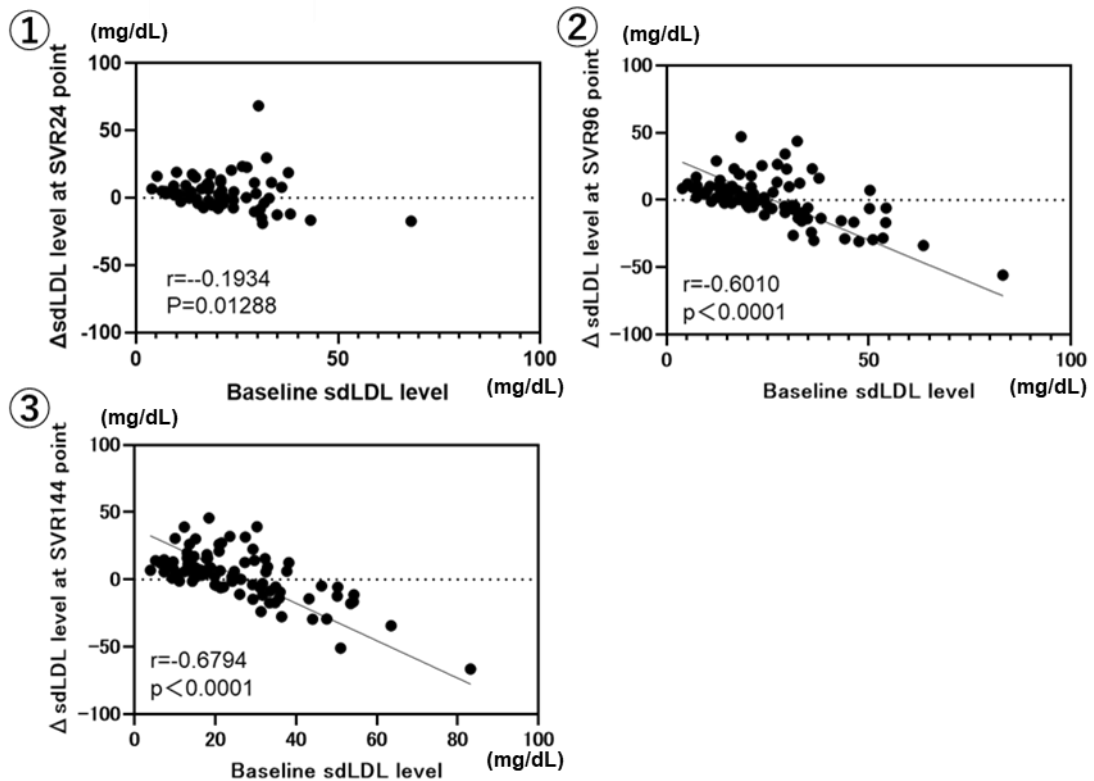 ①
(mg/dL)
ΔsdLDL level at SVR24 point
100
50
0
-50
-100
r=--0.1934
P=0.01288
0
50
100
Baseline sdLDL level
(mg/dL)
②
(mg/dL)
Δ sdLDL level at SVR96 point
100
50
0
−50
−100
r=-0.6010
p＜0.0001
0
50
100
Baseline sdLDL level
(mg/dL)
③
(mg/dL)
Δ sdLDL level at SVR144 point
100
50
0
−50
−100
r=-0.6794
p＜0.0001
0
20
40
60
80
100
Baseline sdLDL level
(mg/dL)